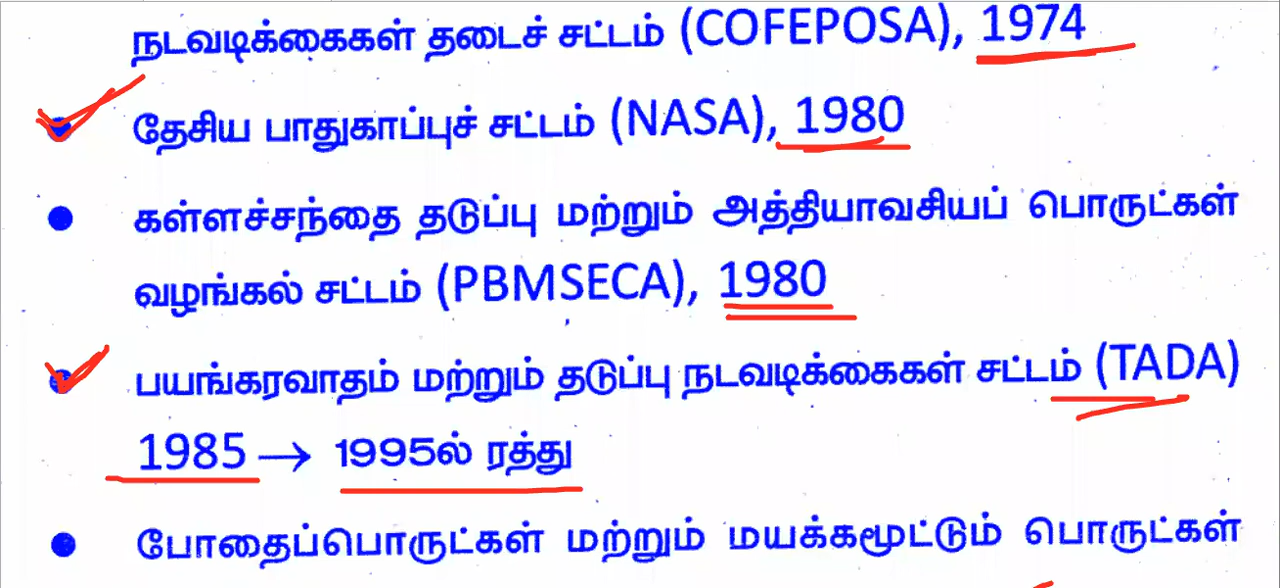 நடவடிக்கைகள் தடைச் சட்டம் (COFEPOSA), 1974
தேசிய பாதுகாப்புச் சட்டம் (NASA), 1980
கள்ளச்சந்தை தடுப்பு மற்றும் அத்தியாவசியப் பொருட்கள்
வழங்கல் சட்டம் (PBMSECA), 1980
பயங்கரவாதம் மற்றும் தடுப்பு நடவடிக்கைகள் சட்டம் (TADA)
1985 → 1995ல் ரத்து
போதைப்பொருட்கள் மற்றும் மயக்கமூட்டும் பொருட்கள்